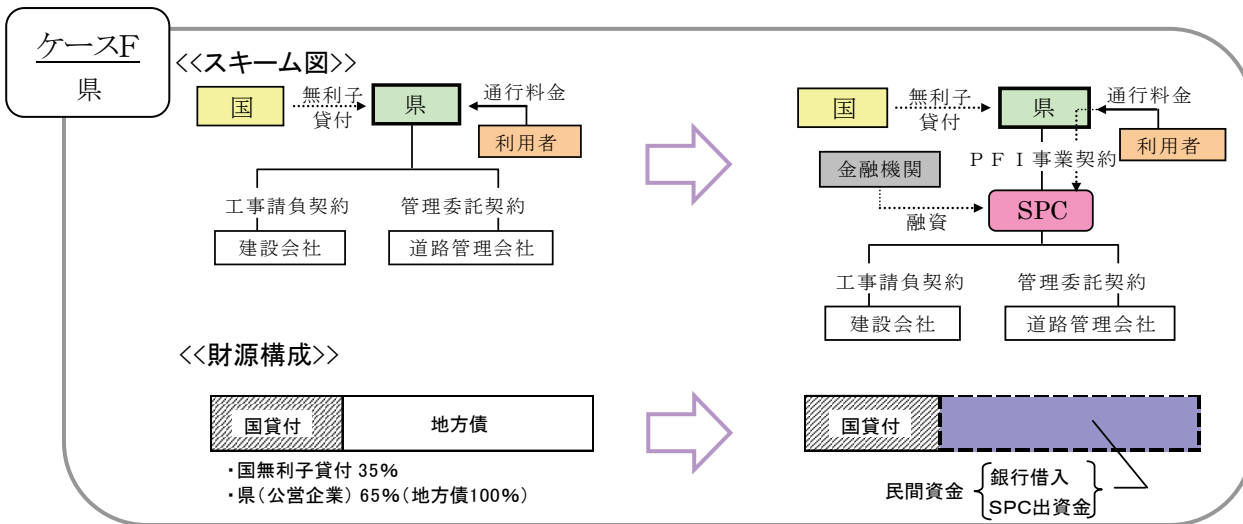 ケースF
県
<<スキーム図>>
国
無利子
貸付
県
通行料金
利用者
工事請負契約
管理委託契約
建設会社
道路管理会社
国
無利子
貸付
県
通行料金
利用者
金融機関
融資
ＰＦＩ事業契約
SPC
工事請負契約
管理委託契約
建設会社
道路管理会社
<<財源構成>>
国貸付
地方債
・国無利子貸付 35%
・県(公営企業) 65%(地方債100%)
国貸付
民間資金
銀行借入
SPC出資金